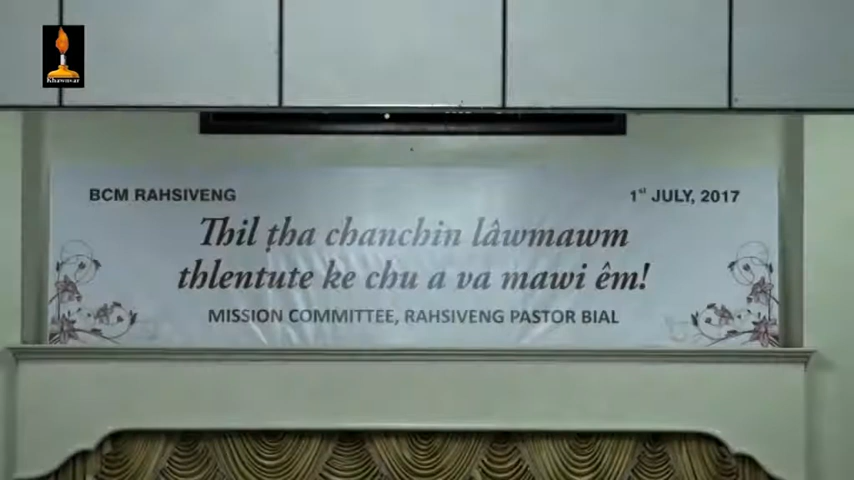 Khawnvar
BCM RAHSIVENG
1st JULY, 2017
Thil ṭha chanchin lâwmawm
thlentute ke chu a va mawi êm!
MISSION COMMITTEE, RAHSIVENG PASTOR BIAL